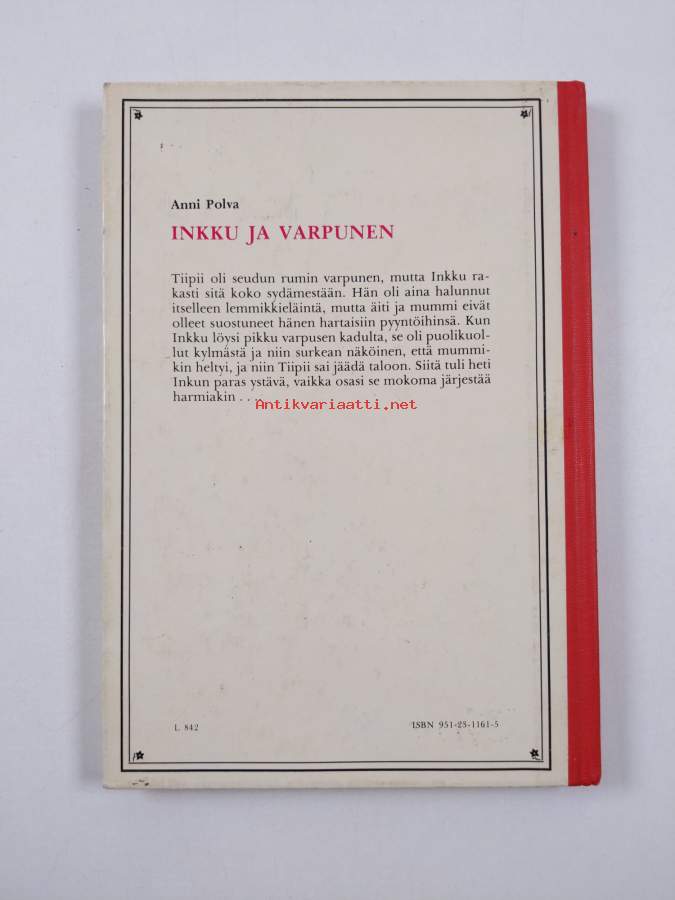 Anni Polva
INKKU JA VARPUNEN
Tiipii oli seudun rumin varpunen, mutta Inkku ra-
kasti sitä koko sydämestään. Hän oli aina halunnut
itselleen lemmikkieläintä, mutta äiti ja mummi eivät
olleet suostuneet hänen hartaisiin pyyntöihinsä. Kun
Inkku löysi pikku varpusen kadulta, se oli puolikuol-
lut kylmästä ja niin surkean näköinen, että mummi-
kin heltyi, ja niin Tiipii sai jäädä taloon. Siitä tuli heti
Inkun paras ystävä, vaikka osasi se mokoma järjestää
harmiakin . . .
Antikvariaatti.net
L 842
ISBN 951-23-1161-5